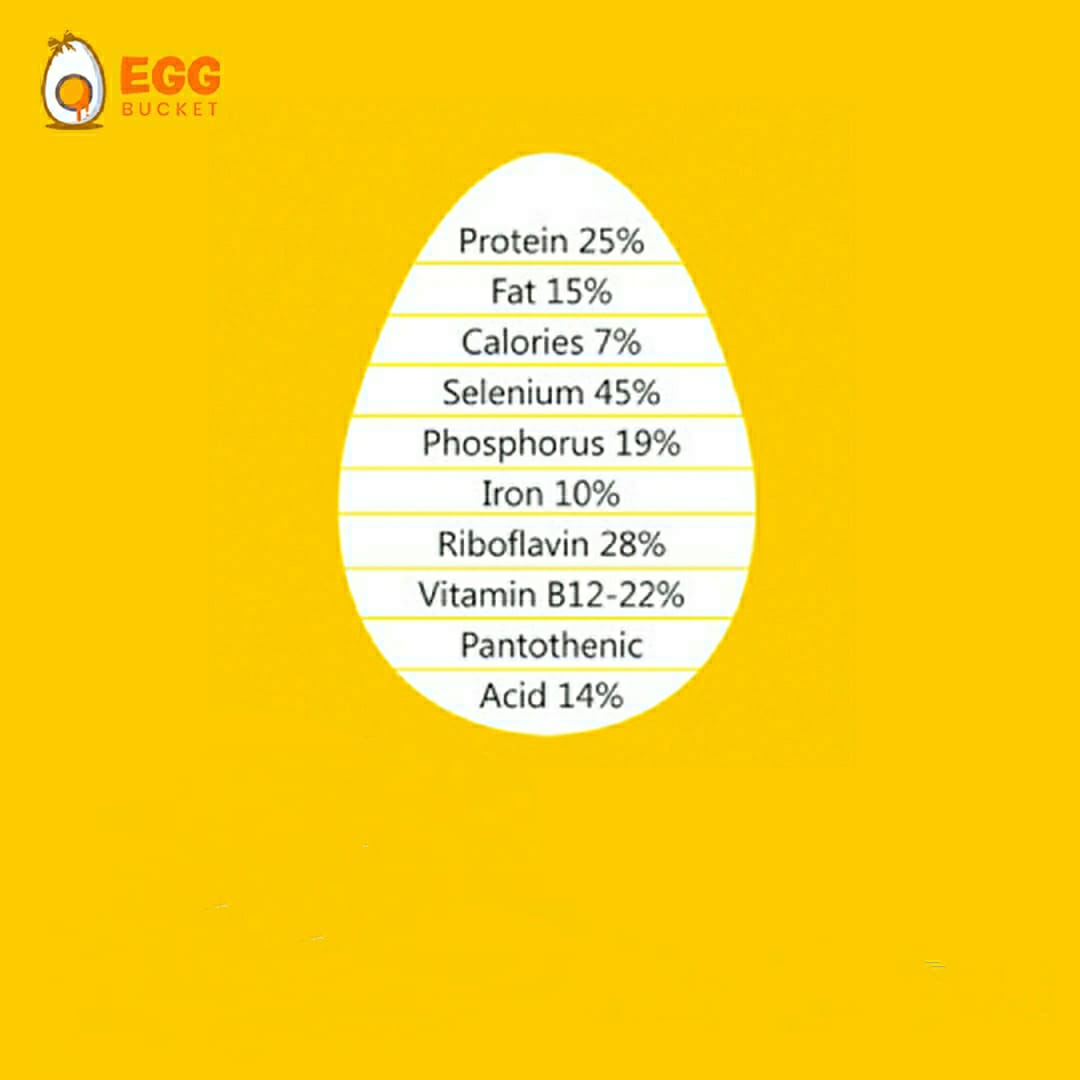 EGG
BUCKET
Protein 25%
Fat 15%
Calories 7%
Selenium 45%
Phosphorus 19%
Iron 10%
Riboflavin 28%
Vitamin B12-22%
Pantothenic
Acid 14%